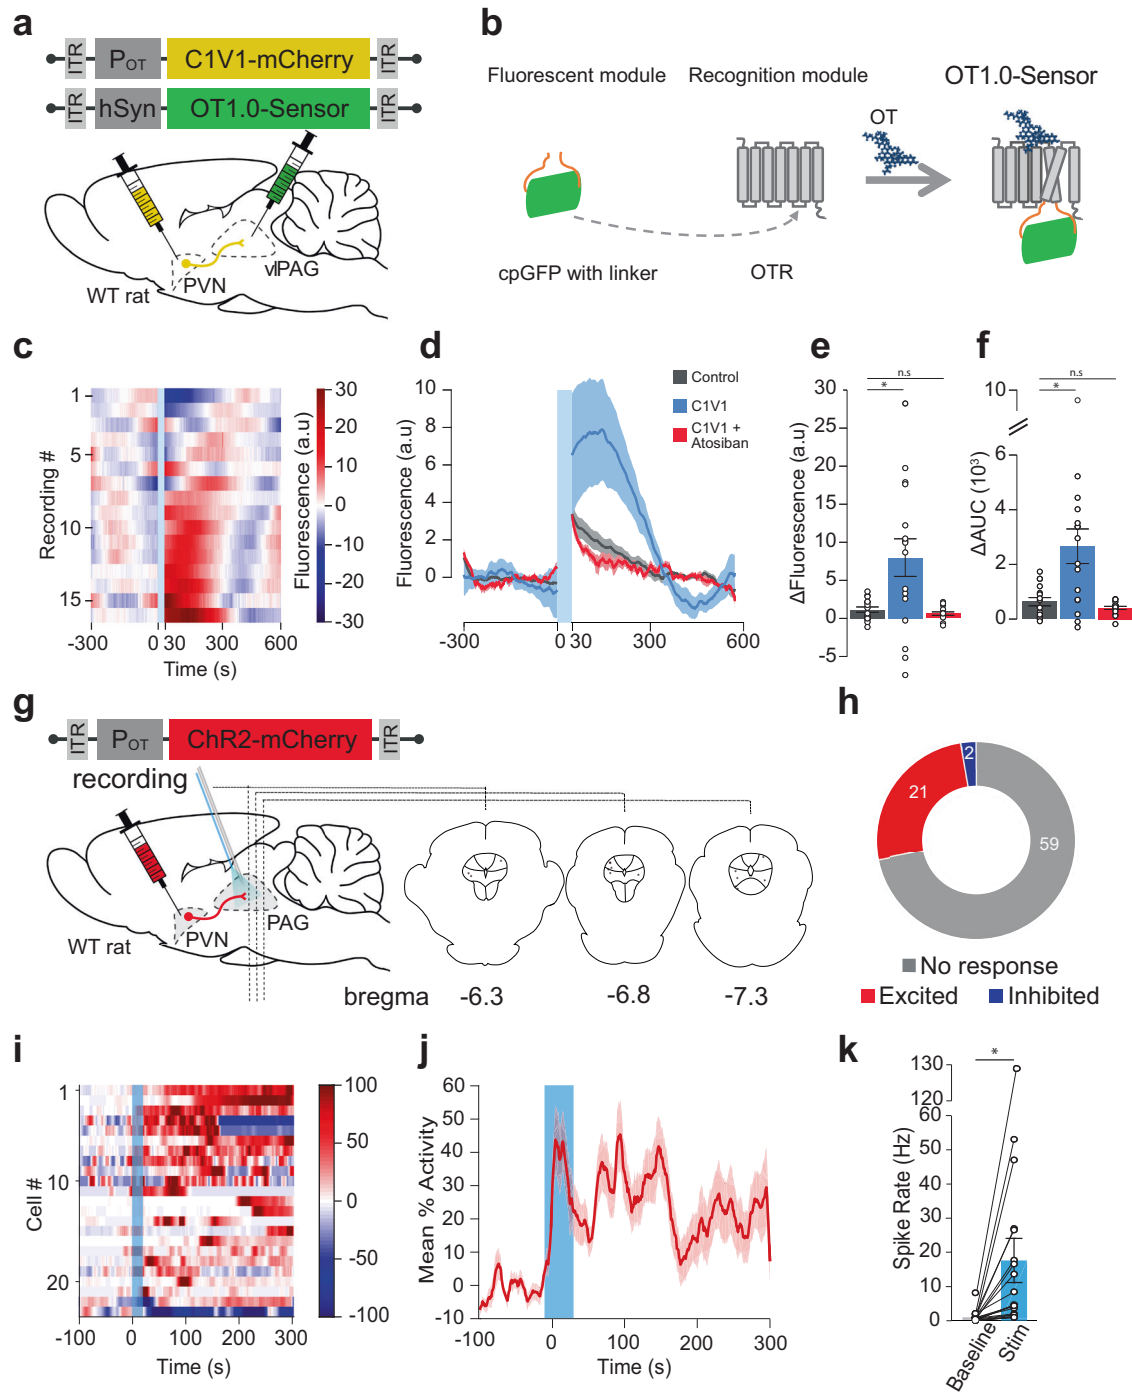 a
ITR P_OT C1V1-mCherry ITR
ITR hSyn OT1.0-Sensor ITR
WT rat
PVN
vlPAG
b
Fluorescent module
Recognition module
OT1.0-Sensor
OT
cpGFP with linker
OTR
c
Recording #
1
5
10
15
-300
0
30
300
600
Time (s)
30
20
10
0
-10
-20
-30
Fluorescence (a.u)
d
Fluorescence (a.u)
10
8
6
4
2
0
-300
0
30
300
600
Time (s)
Control
C1V1
C1V1 +
Atosiban
e
n.s
*
ΔFluorescence (a.u)
30
25
20
15
10
5
0
-5
f
n.s
*
ΔAUC (10³)
10
6
4
2
0
g
ITR P_OT ChR2-mCherry ITR
recording
WT rat
PVN
PAG
bregma
-6.3
-6.8
-7.3
h
2
21
59
No response
Excited
Inhibited
i
Cell #
1
10
20
-100
0
100
200
300
Time (s)
100
50
0
-50
-100
j
Mean % Activity
60
50
40
30
20
10
0
-10
-100
0
100
200
300
Time (s)
k
*
Spike Rate (Hz)
130
120
60
50
40
30
20
10
0
Baseline
Stim